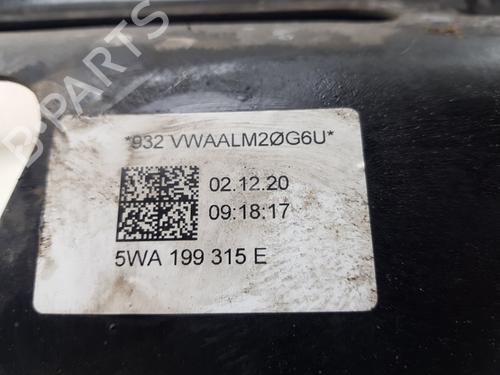 B-PARTS
*932 VWAALM2ØG6U*
02.12.20
09:18:17
5WA 199 315 E